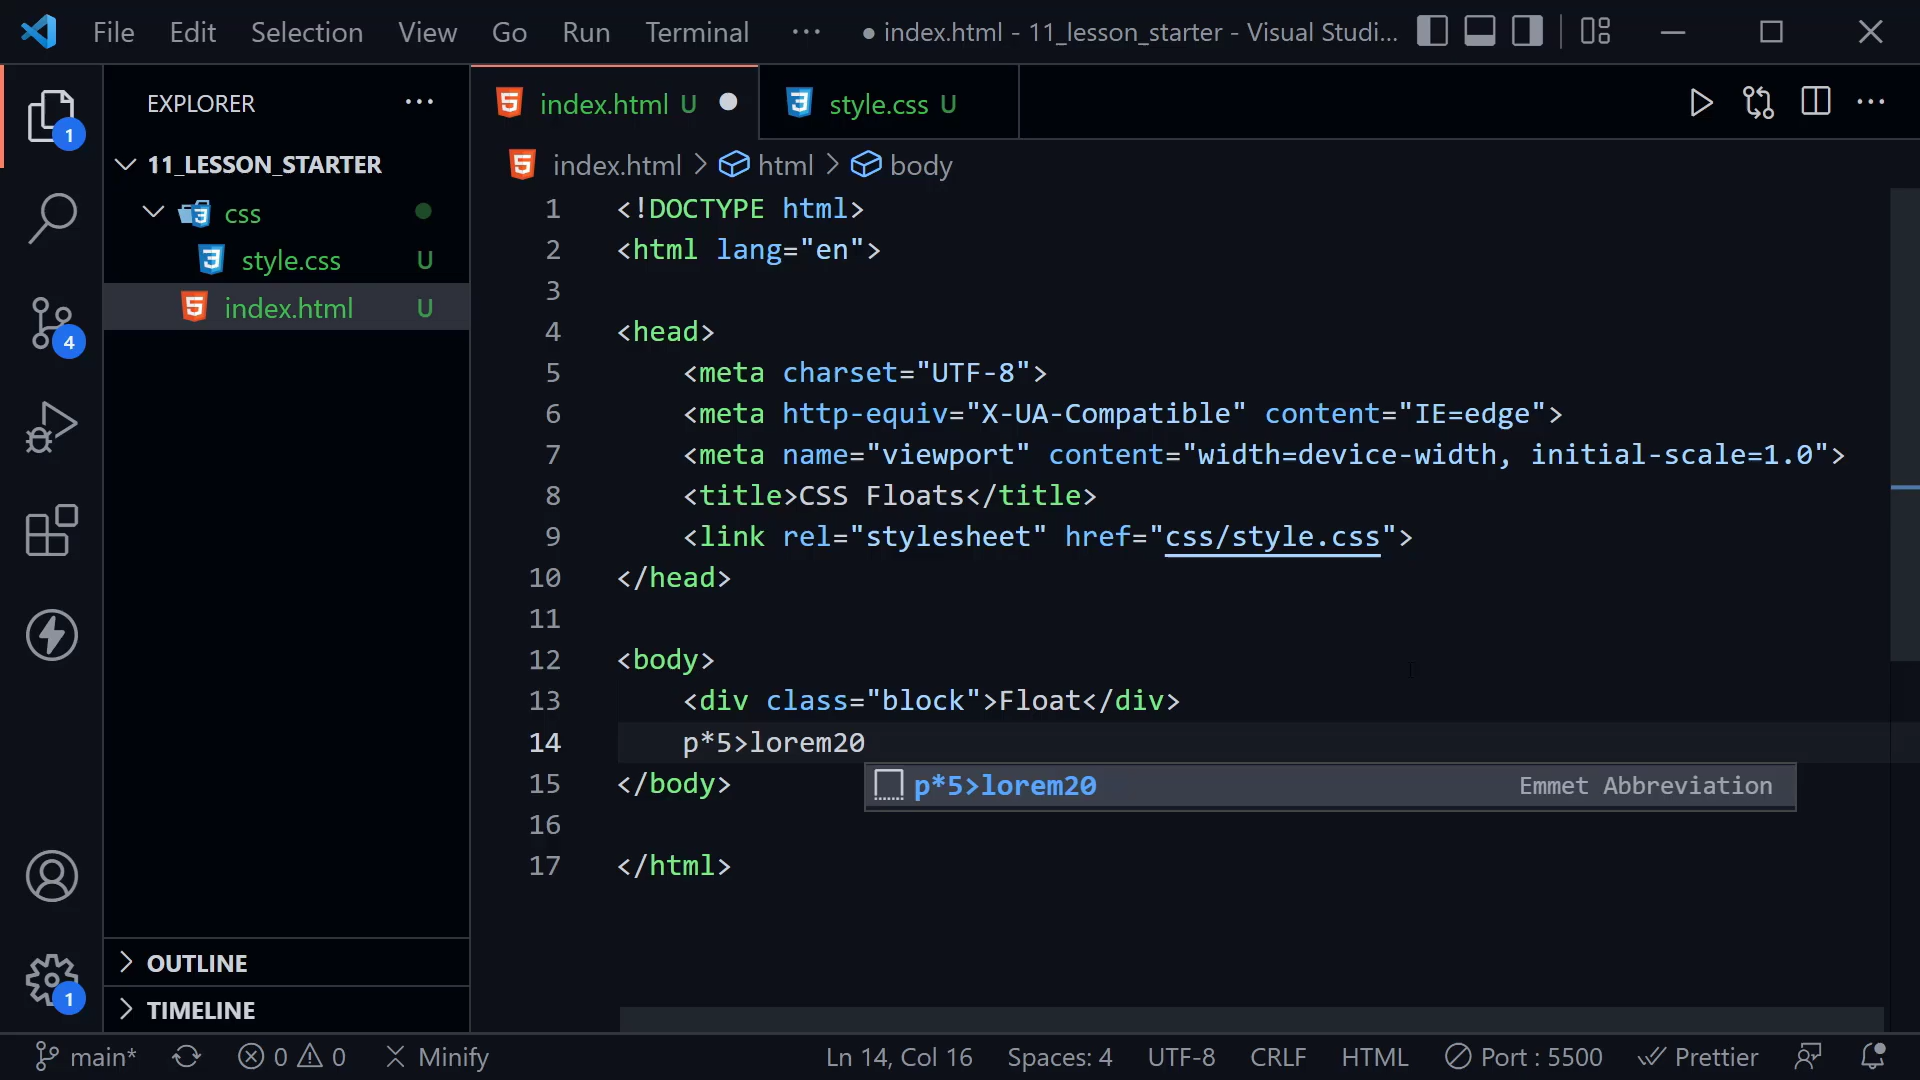 File Edit Selection View Go Run Terminal ··· ● index.html - 11_lesson_starter - Visual Studi...
EXPLORER ···
1
11_LESSON_STARTER
css
style.css U
index.html U
4
1
OUTLINE
TIMELINE
index.html U ●
style.css U
index.html > html > body
1 <!DOCTYPE html>
2 <html lang="en">
3
4 <head>
5 <meta charset="UTF-8">
6 <meta http-equiv="X-UA-Compatible" content="IE=edge">
7 <meta name="viewport" content="width=device-width, initial-scale=1.0">
8 <title>CSS Floats</title>
9 <link rel="stylesheet" href="css/style.css">
10 </head>
11
12 <body>
13 <div class="block">Float</div>
14 p*5>lorem20
p*5>lorem20 Emmet Abbreviation
15 </body>
16
17 </html>
main* 0 0 Minify Ln 14, Col 16 Spaces: 4 UTF-8 CRLF HTML Port : 5500 Prettier